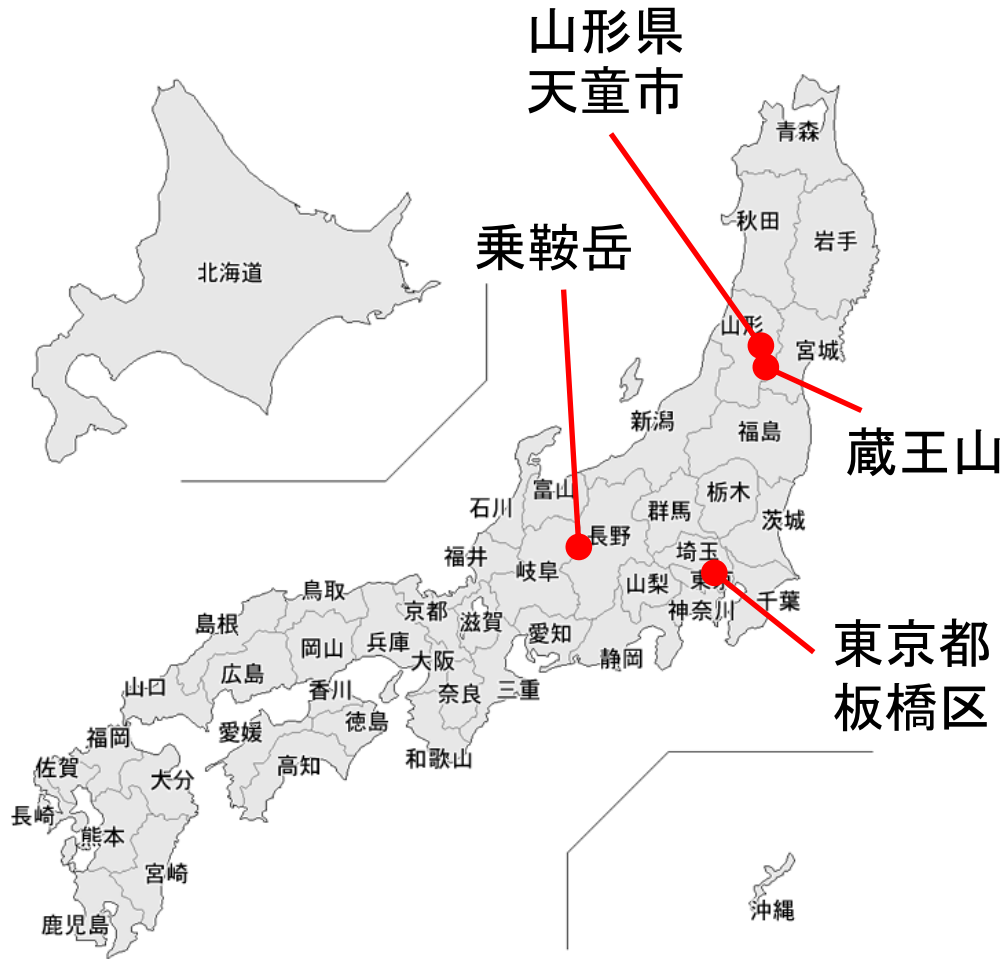 山形県
天童市
青森
秋田
岩手
乗鞍岳
北海道
山形
宮城
新潟
福島
蔵王山
富山
石川
栃木
群馬
茨城
長野
福井
岐阜
埼玉
東京
山梨
千葉
神奈川
鳥取
京都
島根
滋賀
愛知
岡山
兵庫
大阪
静岡
東京都
板橋区
広島
山口
香川
奈良
三重
徳島
愛媛
福岡
和歌山
高知
佐賀
大分
長崎
熊本
宮崎
鹿児島
沖縄